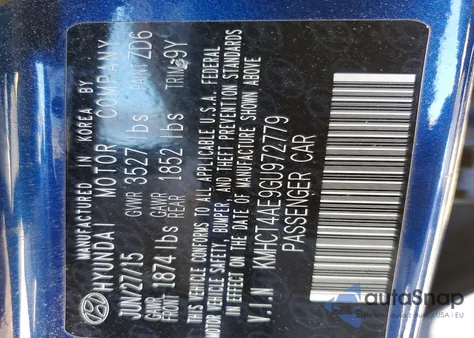 MANUFACTURED IN KOREA BY
HYUNDAI MOTOR COMPANY
JUN/27/15 GVWR 3527 lbs PAINT ZD6
GAWR FRONT 1874 lbs GAWR REAR 1852 lbs TRIM 9Y
THIS VEHICLE CONFORMS TO ALL APPLICABLE U.S.A. FEDERAL
MOTOR VEHICLE SAFETY, BUMPER, AND THEFT PREVENTION STANDARDS
IN EFFECT ON THE DATE OF MANUFACTURE SHOWN ABOVE
V.I.N KMHCT4AE9GU972779
PASSENGER CAR
autoSnap